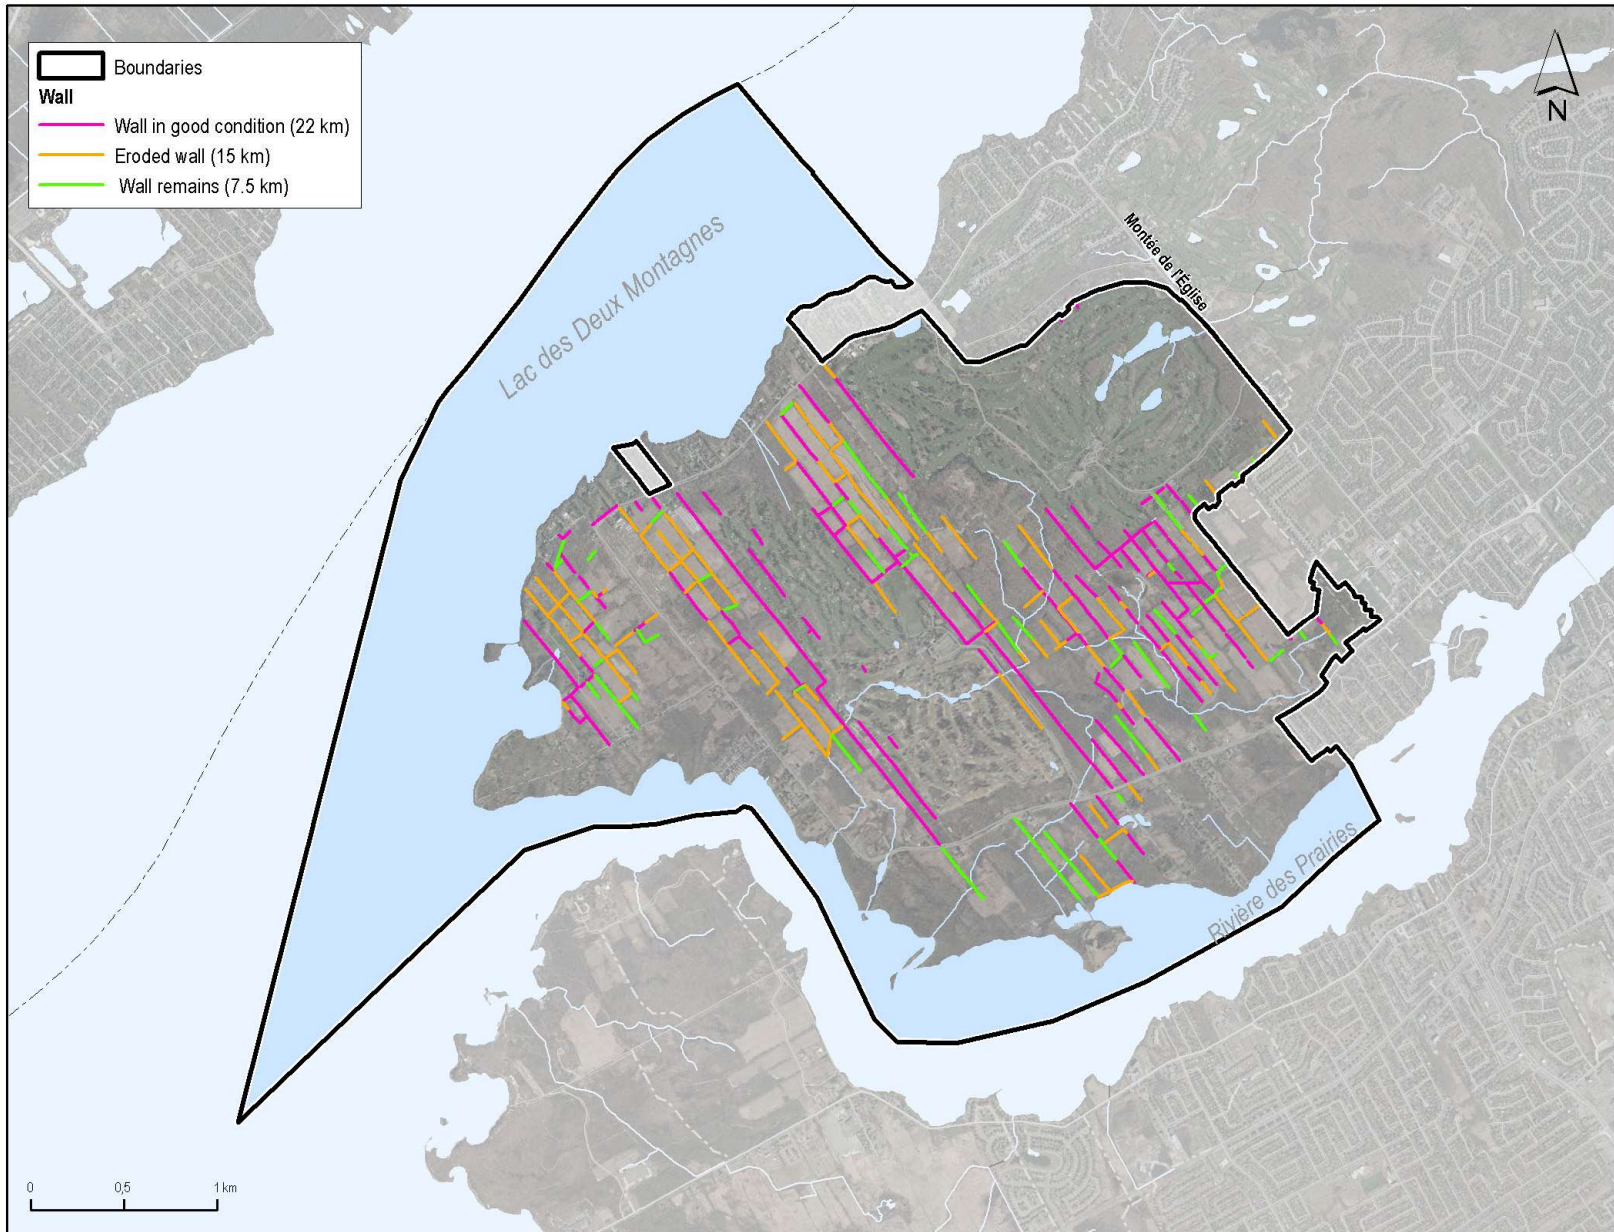 Boundaries
Wall
Wall in good condition (22 km)
Eroded wall (15 km)
Wall remains (7.5 km)
N
Montée de l'Église
Lac des Deux Montagnes
Rivière des Prairies
0 0,5 1 km